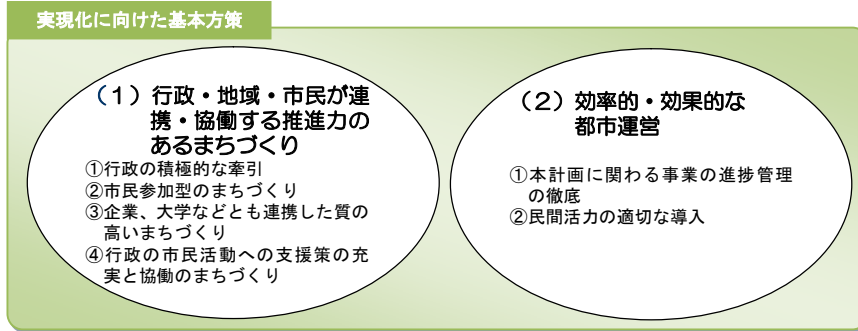 実現化に向けた基本方策
（1）行政・地域・市民が連
携・協働する推進力の
あるまちづくり
①行政の積極的な牽引
②市民参加型のまちづくり
③企業、大学などとも連携した質の
高いまちづくり
④行政の市民活動への支援策の充
実と協働のまちづくり
（2）効率的・効果的な
都市運営
①本計画に関わる事業の進捗管理
の徹底
②民間活力の適切な導入